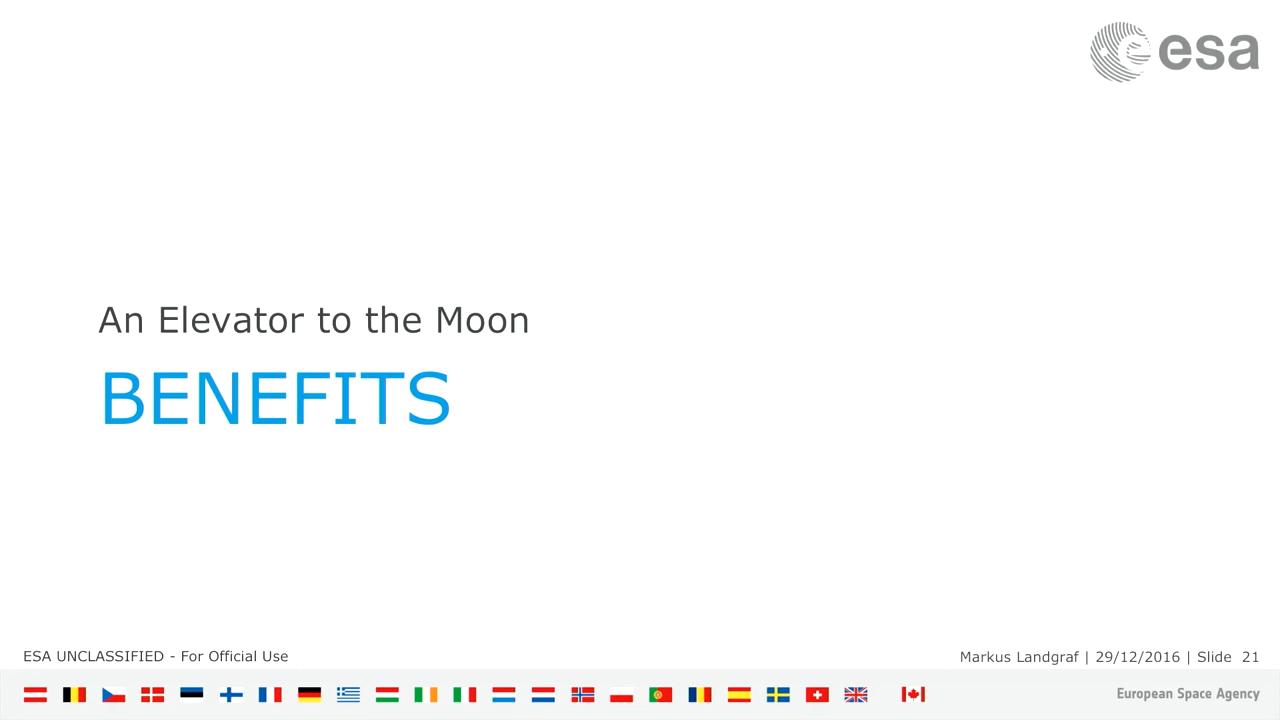 esa
An Elevator to the Moon
BENEFITS
ESA UNCLASSIFIED - For Official Use
Markus Landgraf | 29/12/2016 | Slide 21
European Space Agency